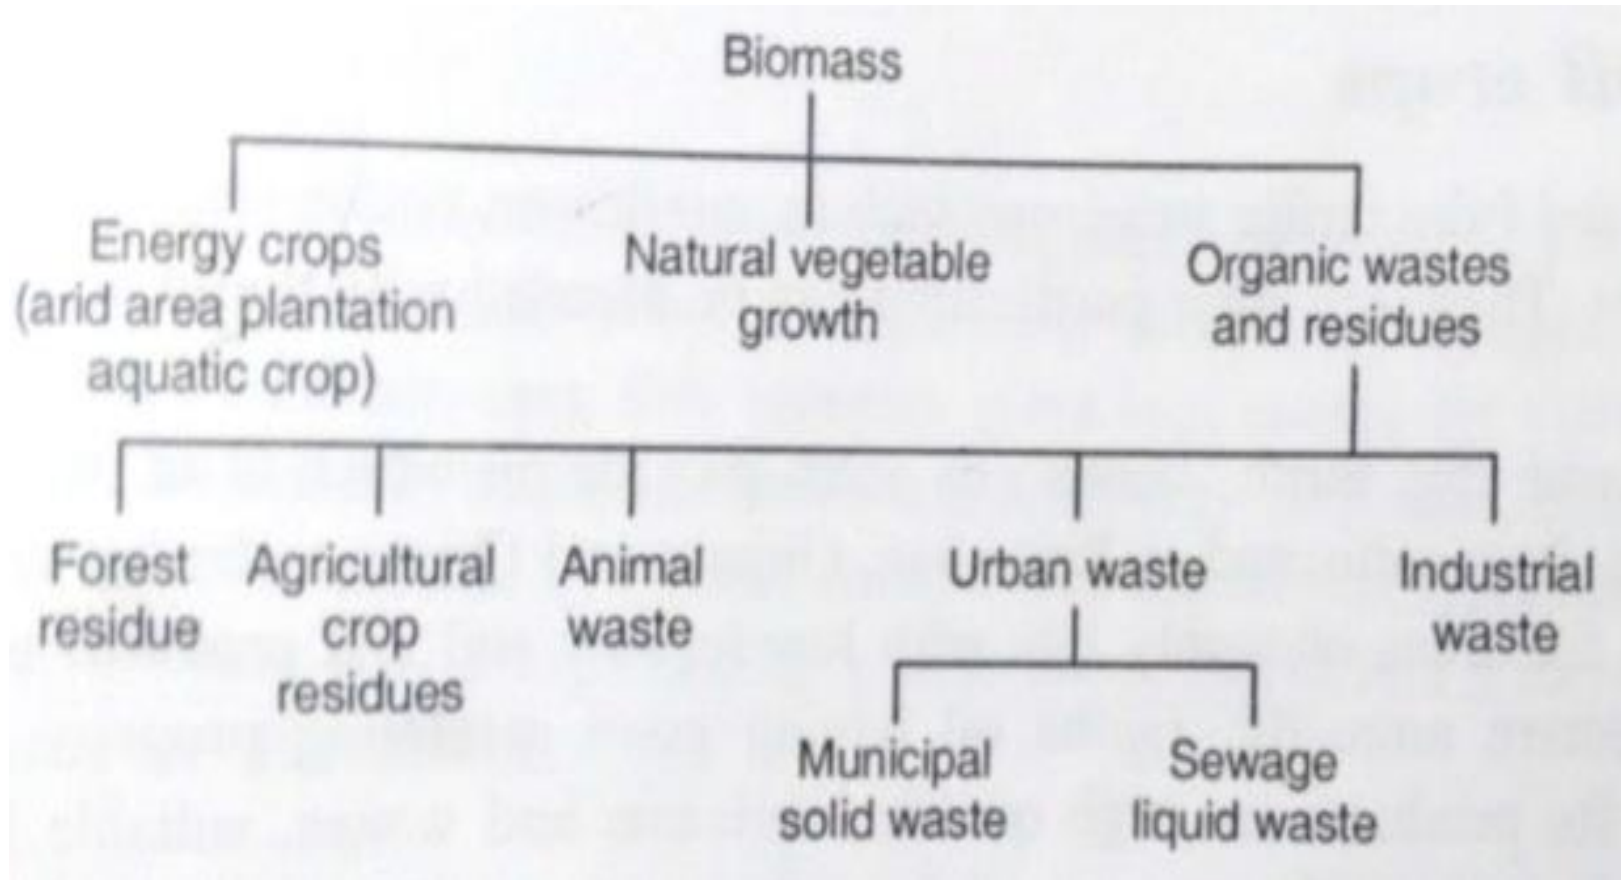 Biomass
Energy crops
(arid area plantation
aquatic crop)
Natural vegetable
growth
Organic wastes
and residues
Forest
residue
Agricultural
crop
residues
Animal
waste
Urban waste
Industrial
waste
Municipal
solid waste
Sewage
liquid waste